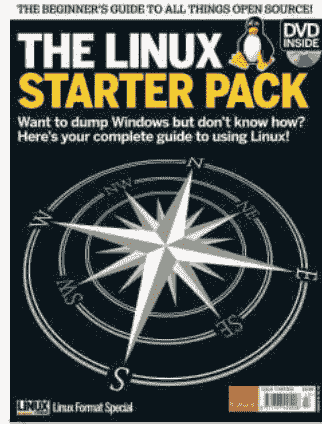 THE BEGINNER'S GUIDE TO ALL THINGS OPEN SOURCE!
DVD
INSIDE
THE LINUX
STARTER PACK
Want to dump Windows but don't know how?
Here's your complete guide to using Linux!
N
NW
NE
W
E
SW
SE
S
LINUX Linux Format Special